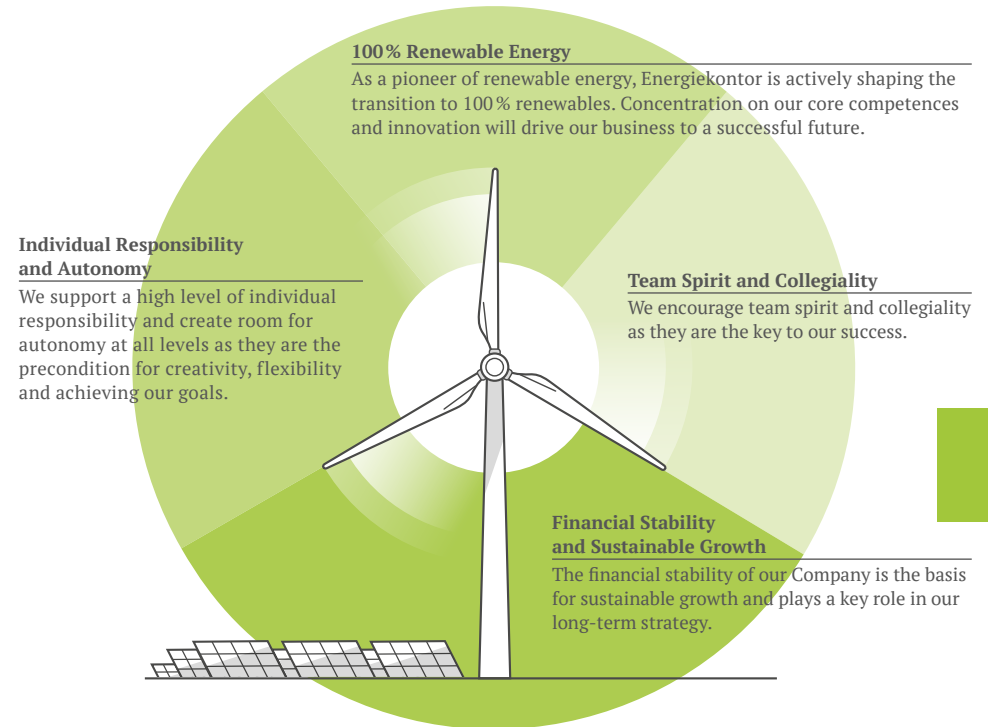 100 % Renewable Energy
As a pioneer of renewable energy, Energiekontor is actively shaping the
transition to 100 % renewables. Concentration on our core competences
and innovation will drive our business to a successful future.
Individual Responsibility
and Autonomy
We support a high level of individual
responsibility and create room for
autonomy at all levels as they are the
precondition for creativity, flexibility
and achieving our goals.
Team Spirit and Collegiality
We encourage team spirit and collegiality
as they are the key to our success.
Financial Stability
and Sustainable Growth
The financial stability of our Company is the basis
for sustainable growth and plays a key role in our
long-term strategy.